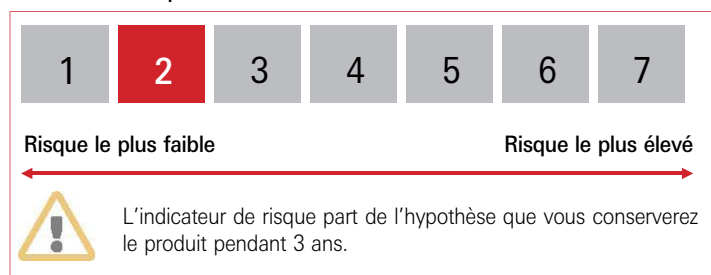 1 2 3 4 5 6 7
Risque le plus faible Risque le plus élevé
L'indicateur de risque part de l'hypothèse que vous conserverez
le produit pendant 3 ans.